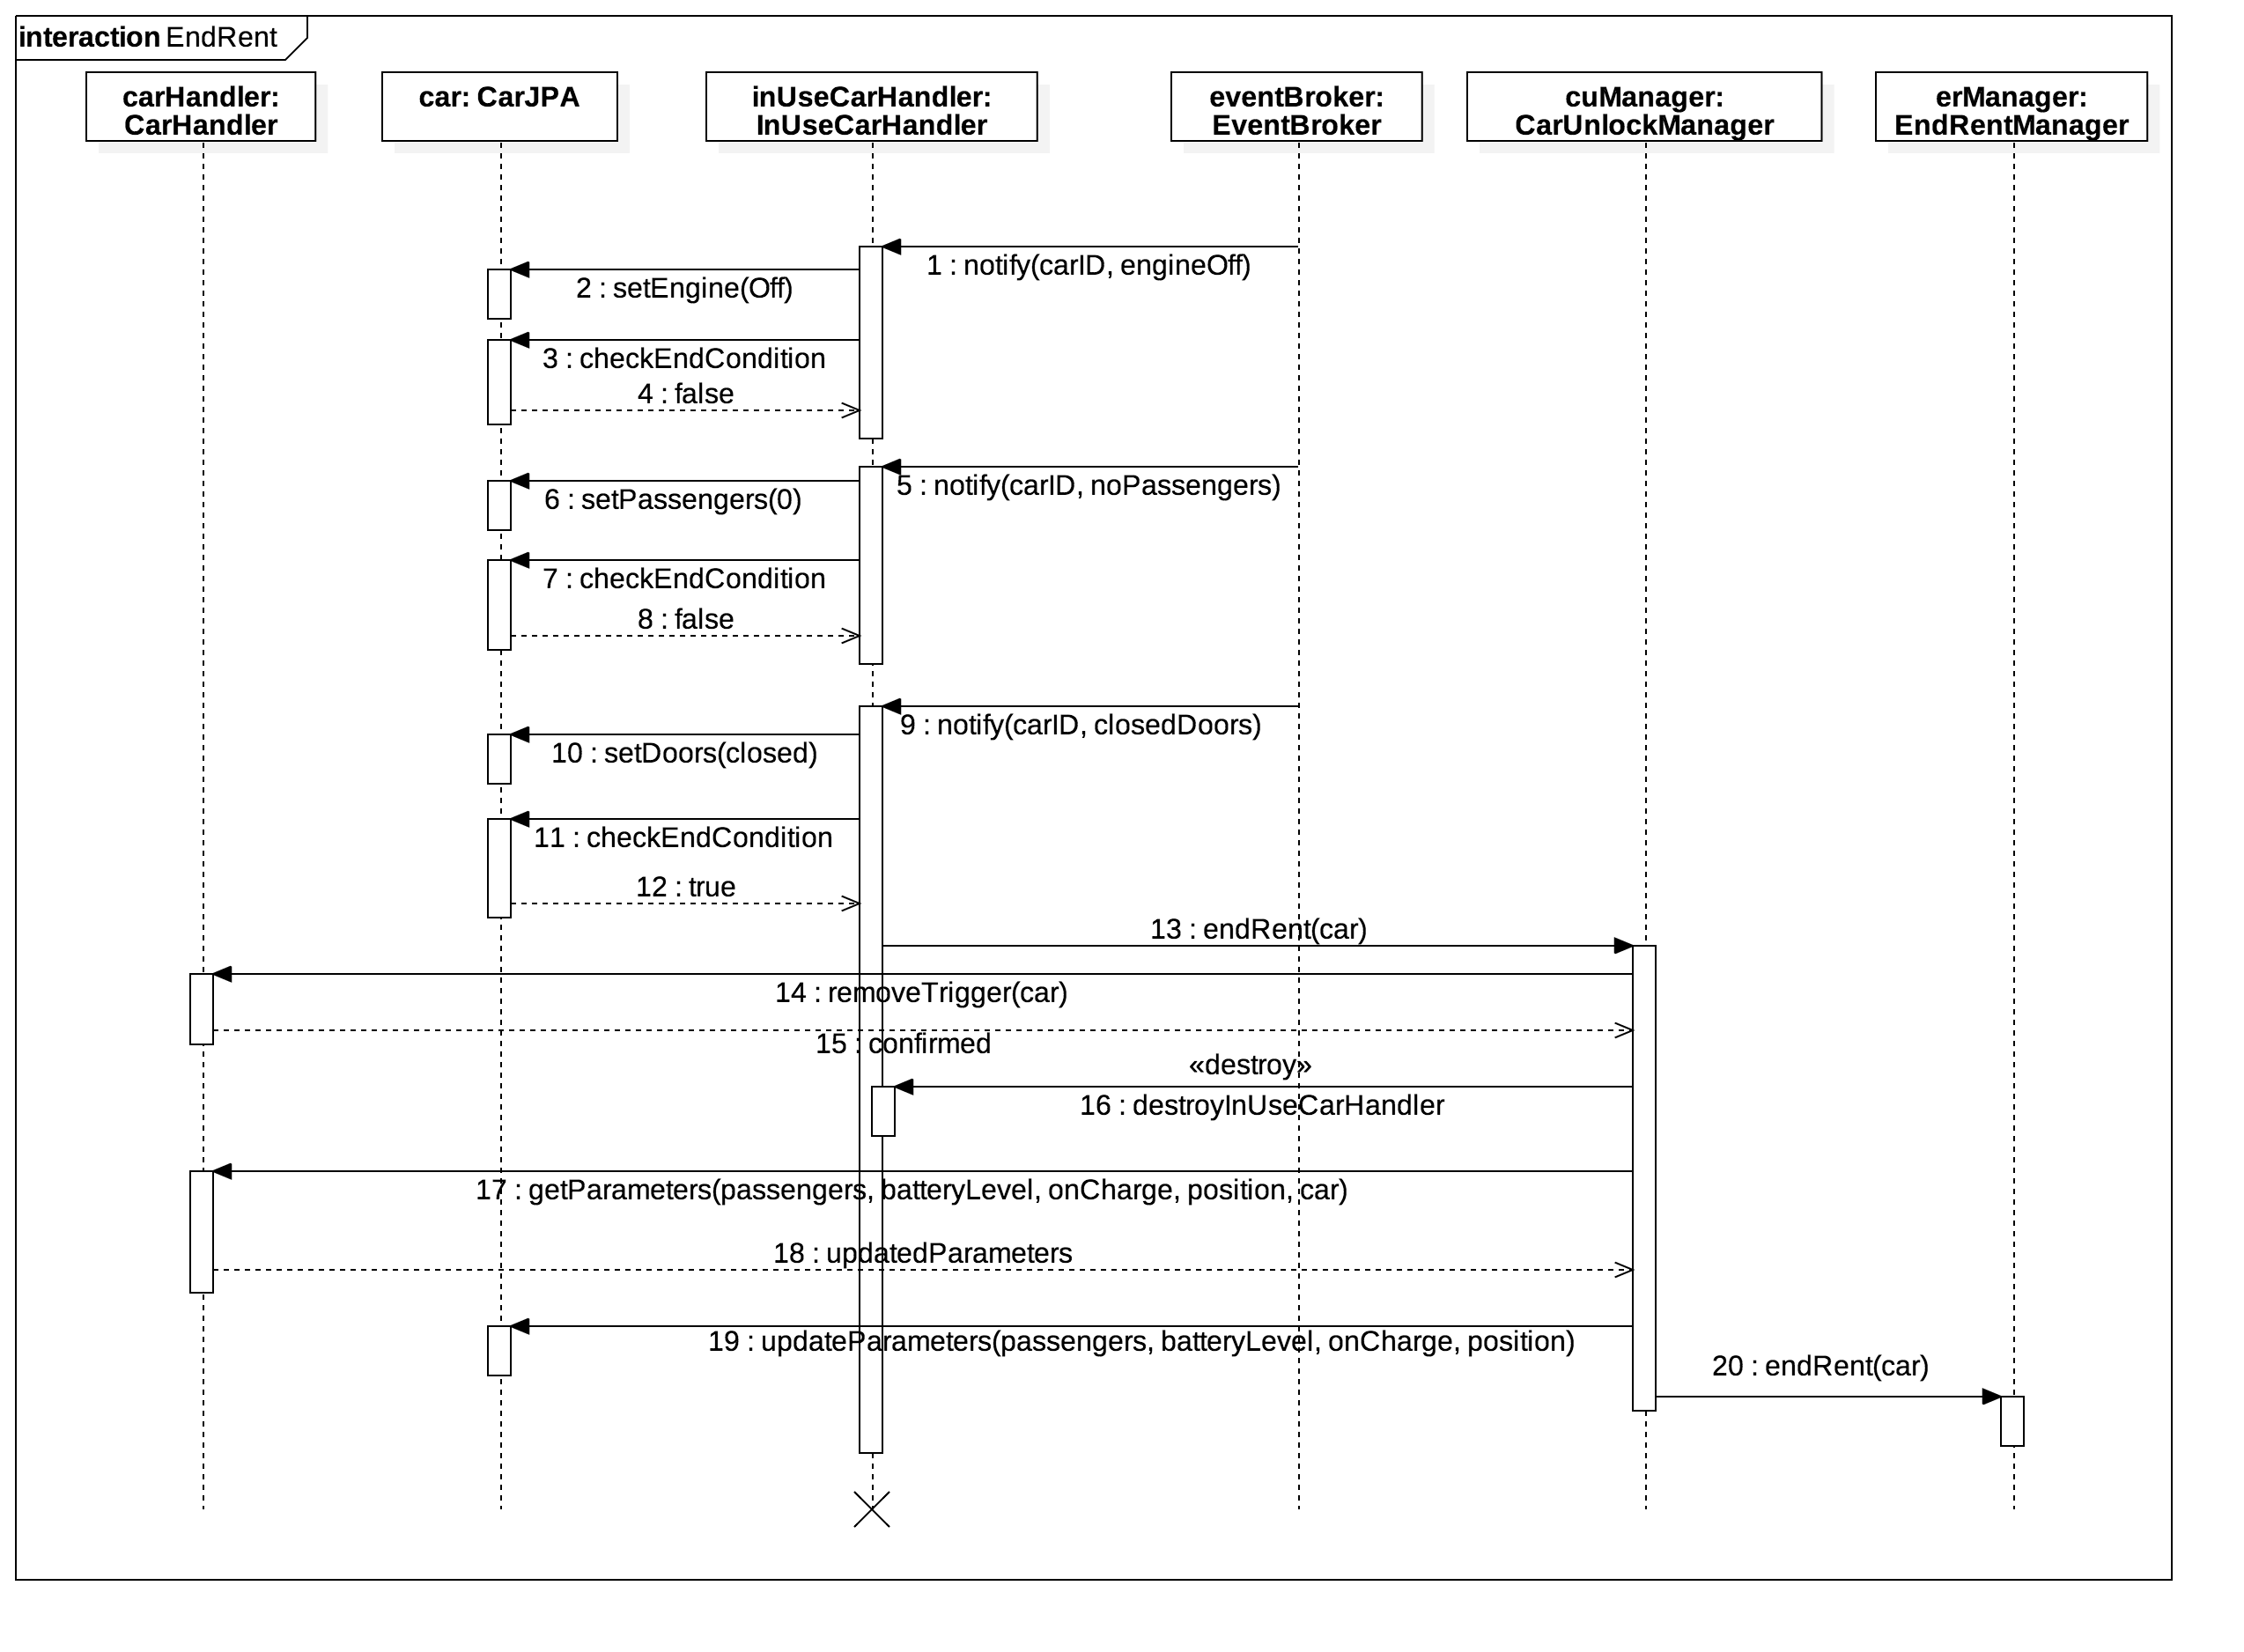 interaction EndRent
carHandler:
CarHandler
car: CarJPA
inUseCarHandler:
InUseCarHandler
eventBroker:
EventBroker
cuManager:
CarUnlockManager
erManager:
EndRentManager
1 : notify(carID, engineOff)
2 : setEngine(Off)
3 : checkEndCondition
4 : false
5 : notify(carID, noPassengers)
6 : setPassengers(0)
7 : checkEndCondition
8 : false
9 : notify(carID, closedDoors)
10 : setDoors(closed)
11 : checkEndCondition
12 : true
13 : endRent(car)
14 : removeTrigger(car)
15 : confirmed
«destroy»
16 : destroyInUseCarHandler
17 : getParameters(passengers, batteryLevel, onCharge, position, car)
18 : updatedParameters
19 : updateParameters(passengers, batteryLevel, onCharge, position)
20 : endRent(car)